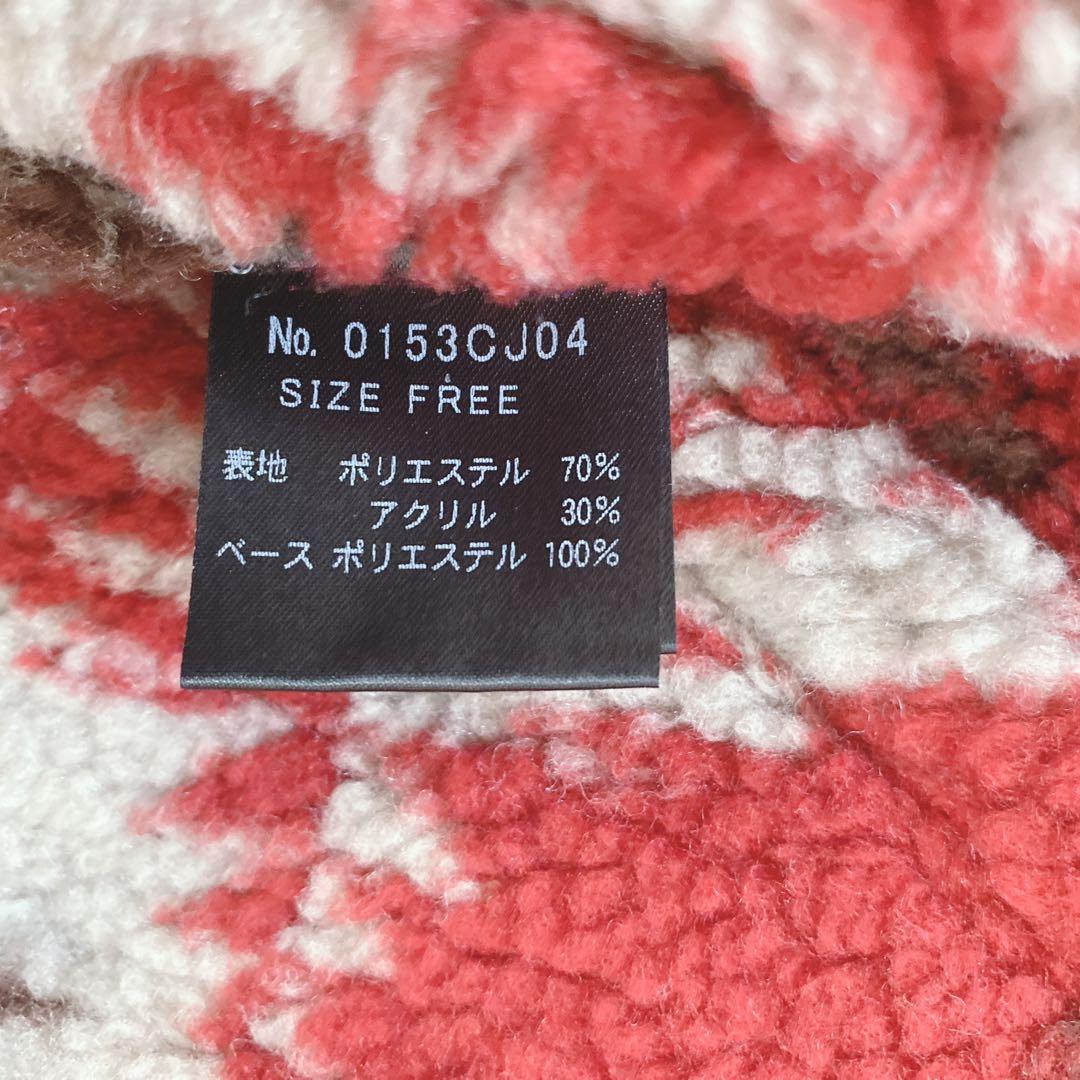 No. 0153CJ04
SIZE FREE
表地 ポリエステル 70%
アクリル 30%
ベース ポリエステル 100%